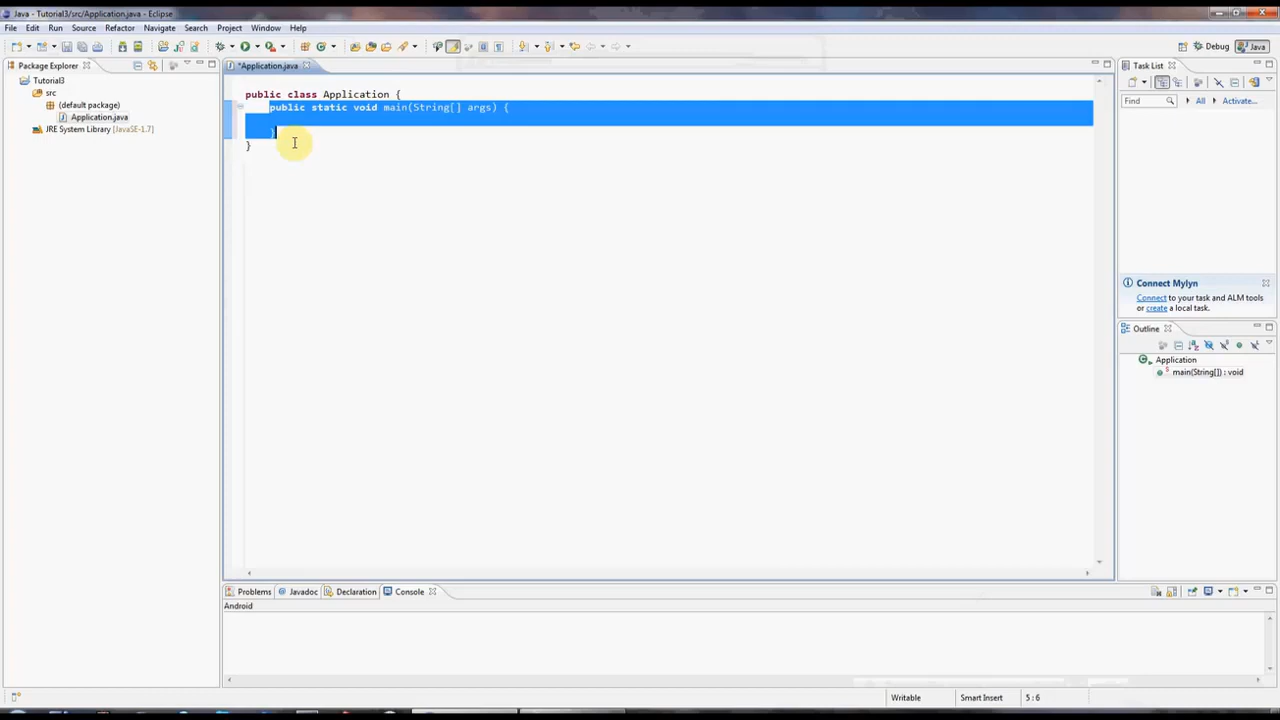 Java - Tutorial3/src/Application.java - Eclipse
File Edit Run Source Refactor Navigate Search Project Window Help
Debug Java
Package Explorer
*Application.java
Task List
Tutorial3
src
(default package)
Application.java
JRE System Library [JavaSE-1.7]
public class Application {
public static void main(String[] args) {
}
}
Find All Activate...
Connect Mylyn
Connect to your task and ALM tools
or create a local task.
Outline
Application
main(String[]) : void
Problems Javadoc Declaration Console
Android
Writable Smart Insert 5 : 6